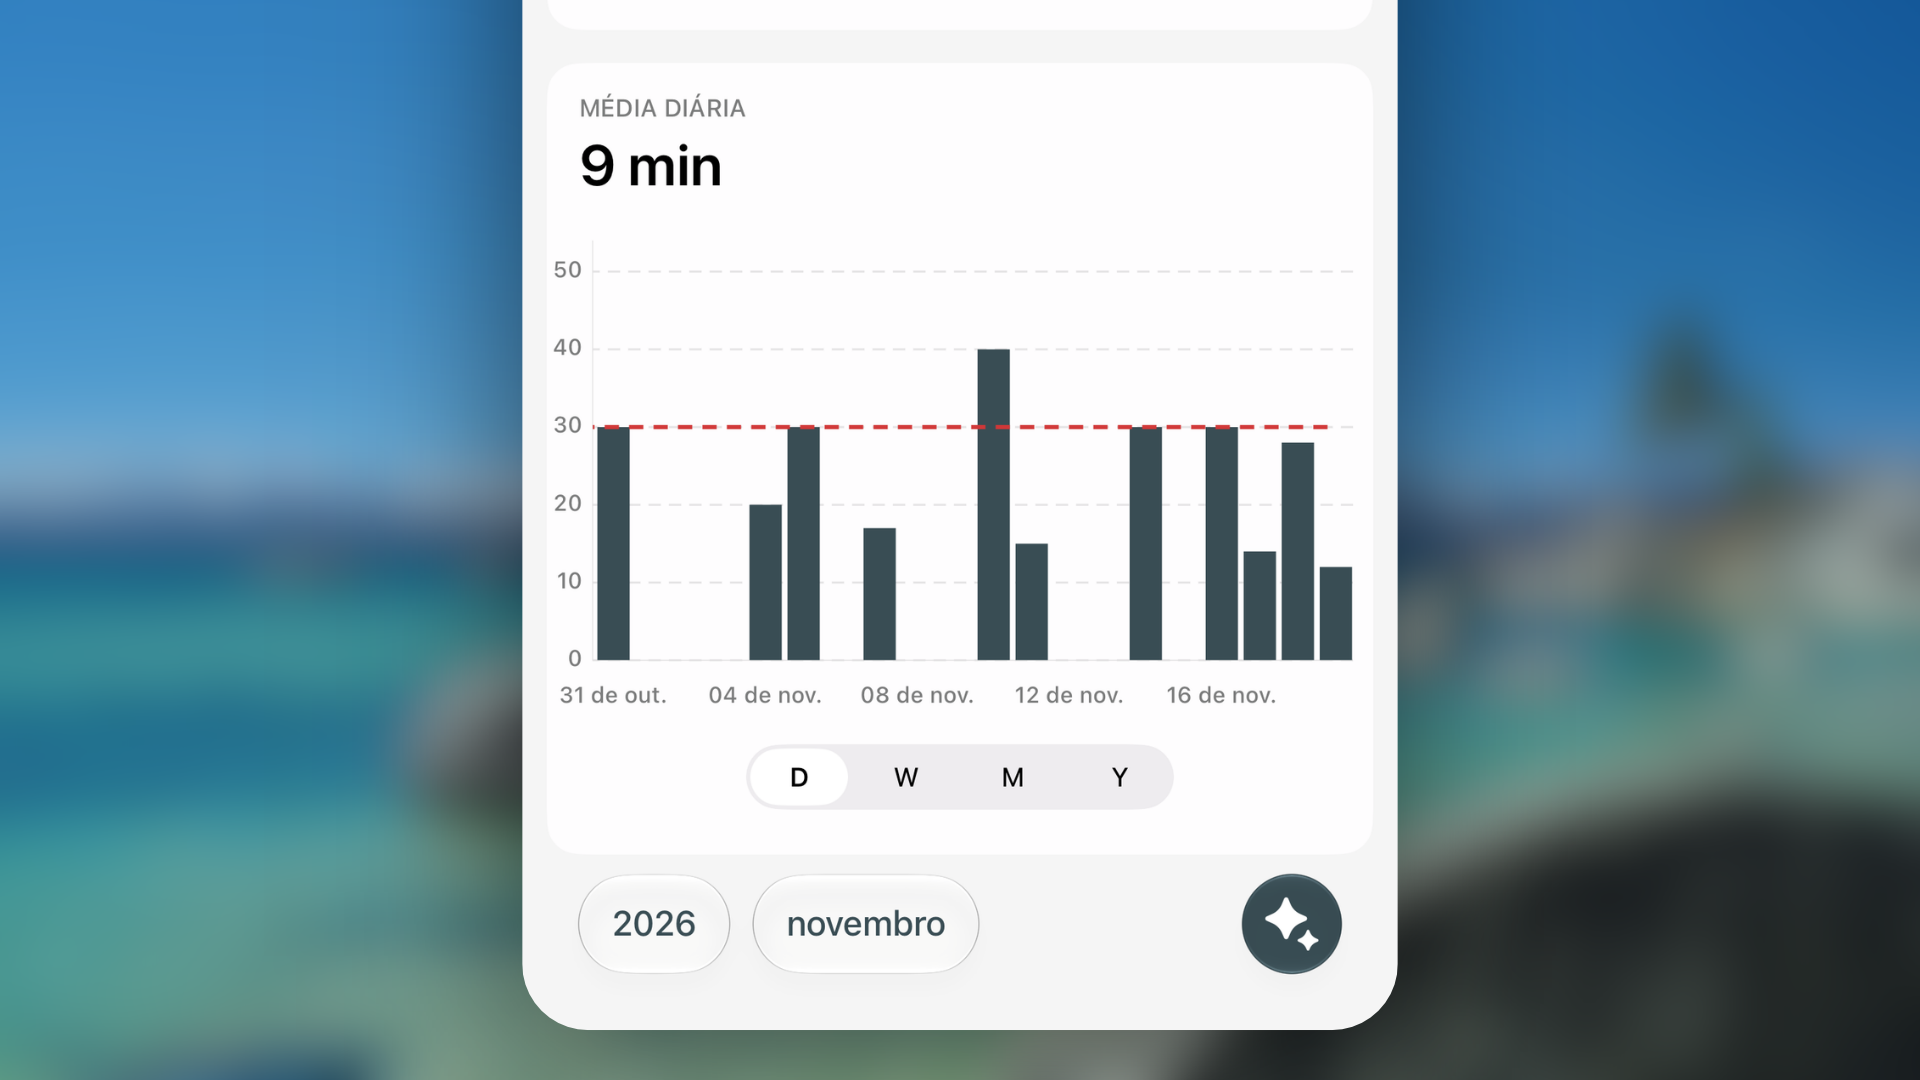 MÉDIA DIÁRIA
9 min
50
40
30
20
10
0
31 de out. 04 de nov. 08 de nov. 12 de nov. 16 de nov.
D W M Y
2026 novembro